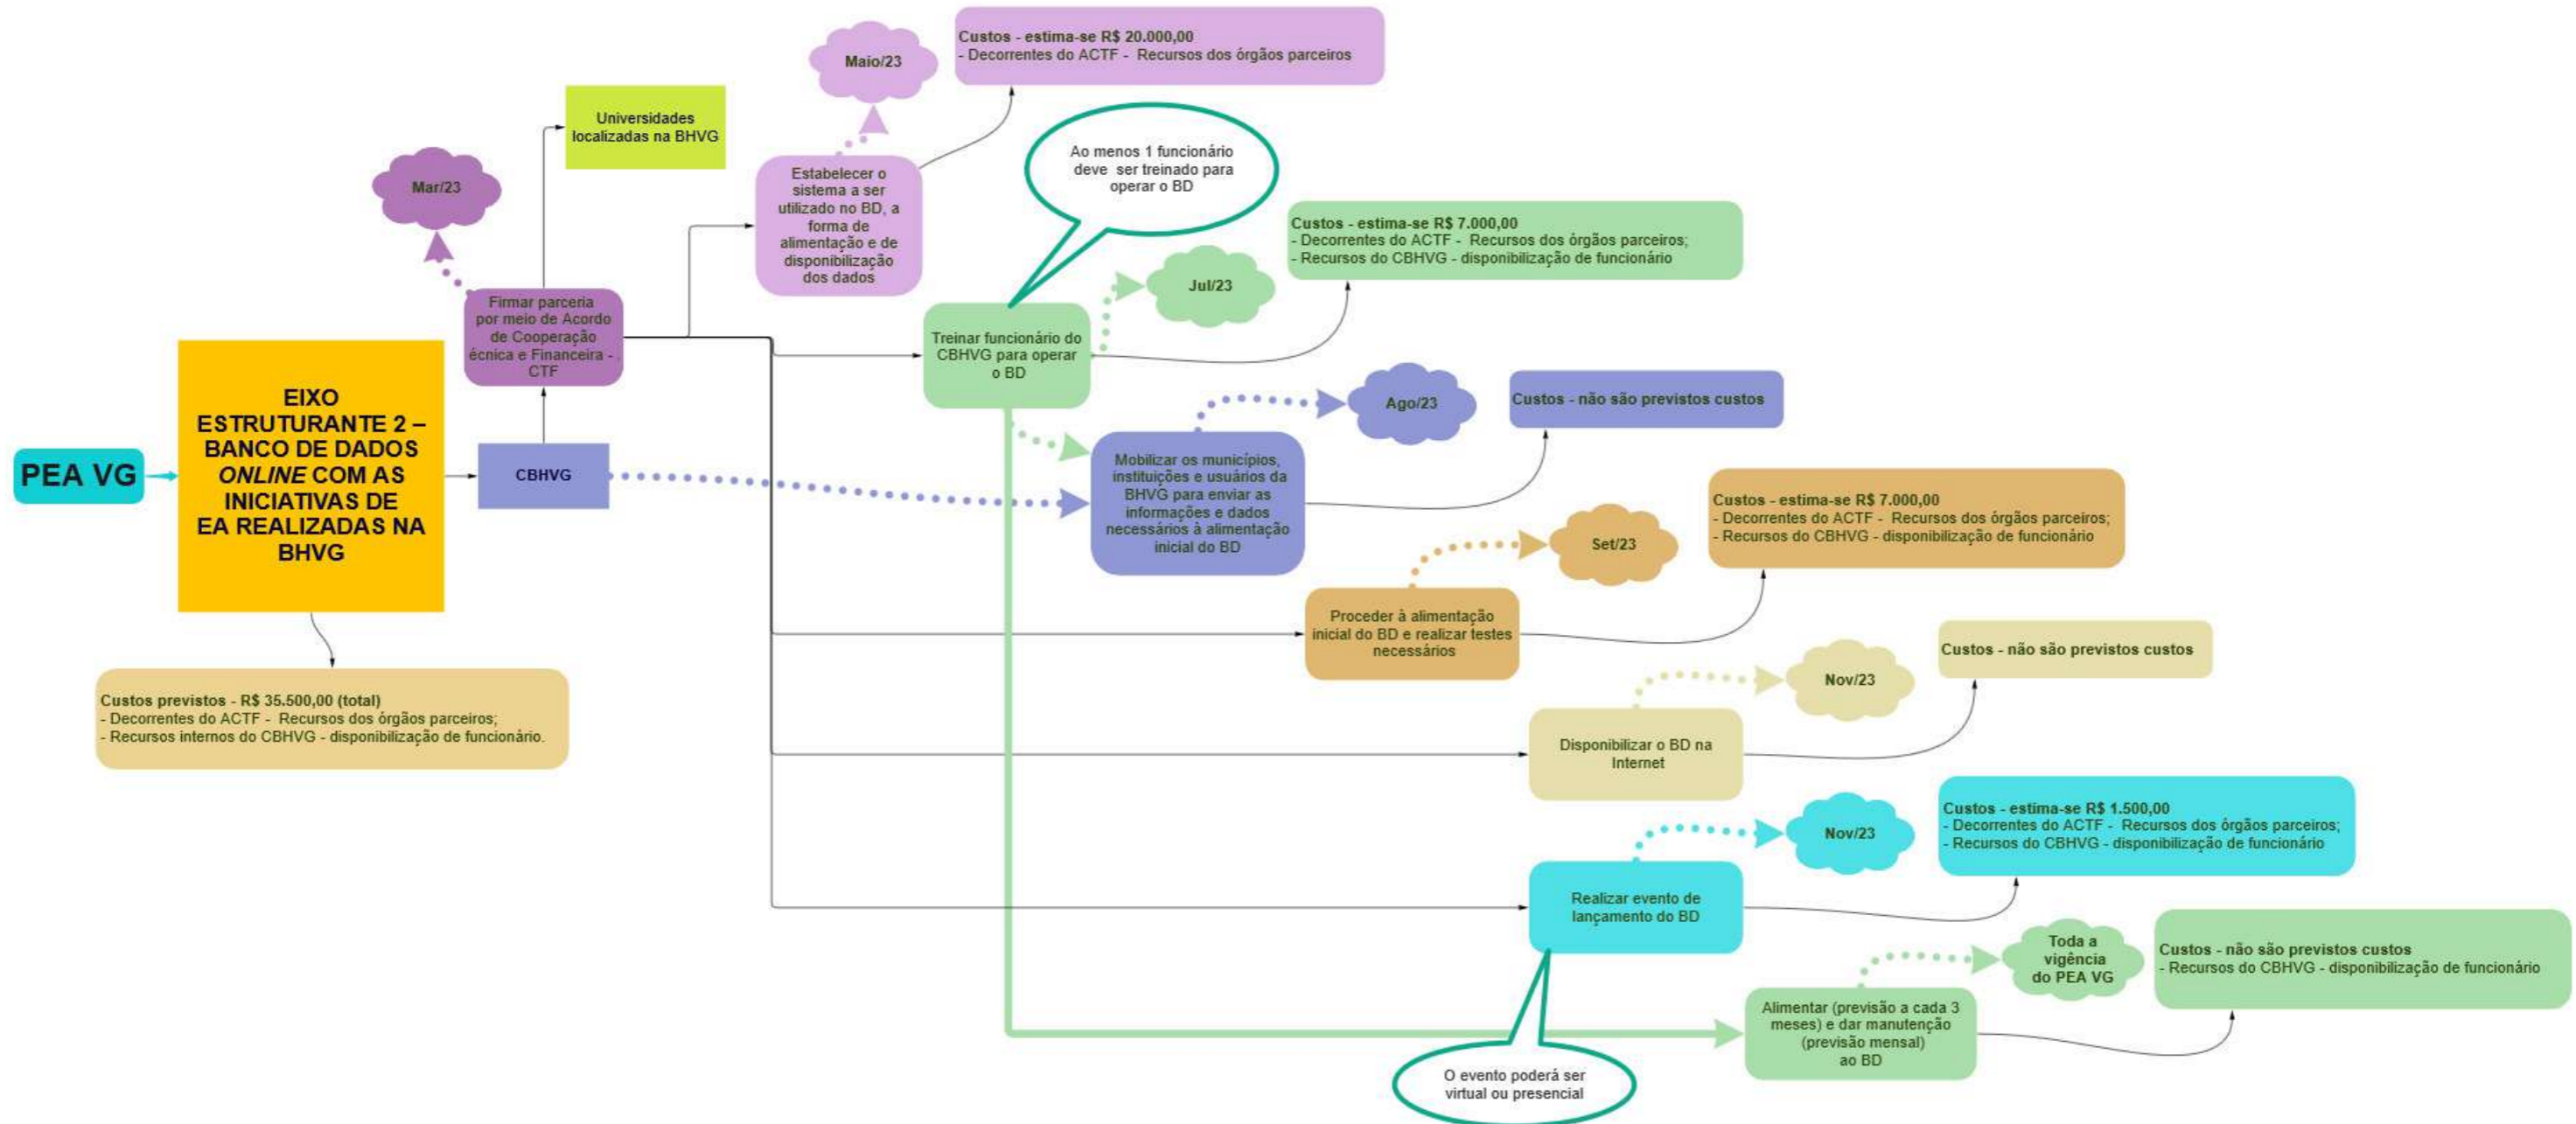 Custos - estima-se R$ 20.000,00
- Decorrentes do ACTF - Recursos dos órgãos parceiros
Maio/23
Universidades
localizadas na BHVG
Mar/23
Estabelecer o
sistema a ser
utilizado no BD, a
forma de
alimentação e de
disponibilização
dos dados
Ao menos 1 funcionário
deve ser treinado para
operar o BD
Custos - estima-se R$ 7.000,00
- Decorrentes do ACTF - Recursos dos órgãos parceiros;
- Recursos do CBHVG - disponibilização de funcionário
Jul/23
Firmar parceria
por meio de Acordo
de Cooperação
écnica e Financeira -
CTF
Treinar funcionário do
CBHVG para operar
o BD
PEA VG
EIXO
ESTRUTURANTE 2 –
BANCO DE DADOS
ONLINE COM AS
INICIATIVAS DE
EA REALIZADAS NA
BHVG
CBHVG
Ago/23
Custos - não são previstos custos
Mobilizar os municípios,
instituições e usuários da
BHVG para enviar as
informações e dados
necessários à alimentação
inicial do BD
Custos - estima-se R$ 7.000,00
- Decorrentes do ACTF - Recursos dos órgãos parceiros;
- Recursos do CBHVG - disponibilização de funcionário
Set/23
Proceder à alimentação
inicial do BD e realizar testes
necessários
Custos previstos - R$ 35.500,00 (total)
- Decorrentes do ACTF - Recursos dos órgãos parceiros;
- Recursos internos do CBHVG - disponibilização de funcionário.
Custos - não são previstos custos
Nov/23
Disponibilizar o BD na
Internet
Custos - estima-se R$ 1.500,00
- Decorrentes do ACTF - Recursos dos órgãos parceiros;
- Recursos do CBHVG - disponibilização de funcionário
Nov/23
Realizar evento de
lançamento do BD
Toda a
vigência
do PEA VG
Custos - não são previstos custos
- Recursos do CBHVG - disponibilização de funcionário
Alimentar (previsão a cada 3
meses) e dar manutenção
(previsão mensal)
ao BD
O evento poderá ser
virtual ou presencial